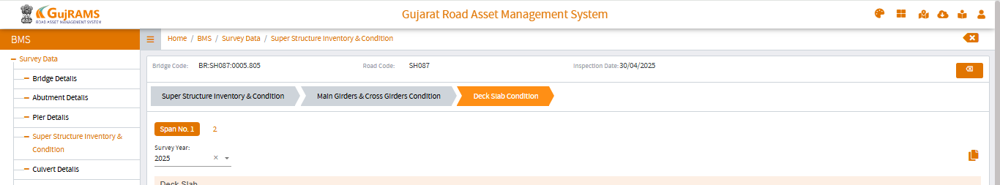 GujRAMS
ROAD ASSET MANAGEMENT SYSTEM
Gujarat Road Asset Management System
BMS
Home / BMS / Survey Data / Super Structure Inventory & Condition
Survey Data
Bridge Details
Abutment Details
Pier Details
Super Structure Inventory &
Condition
Culvert Details
Bridge Code: BR:SH087:0005.805 Road Code: SH087 Inspection Date: 30/04/2025
Super Structure Inventory & Condition Main Girders & Cross Girders Condition Deck Slab Condition
Span No. 1 2
Survey Year:
2025
Deck Slab